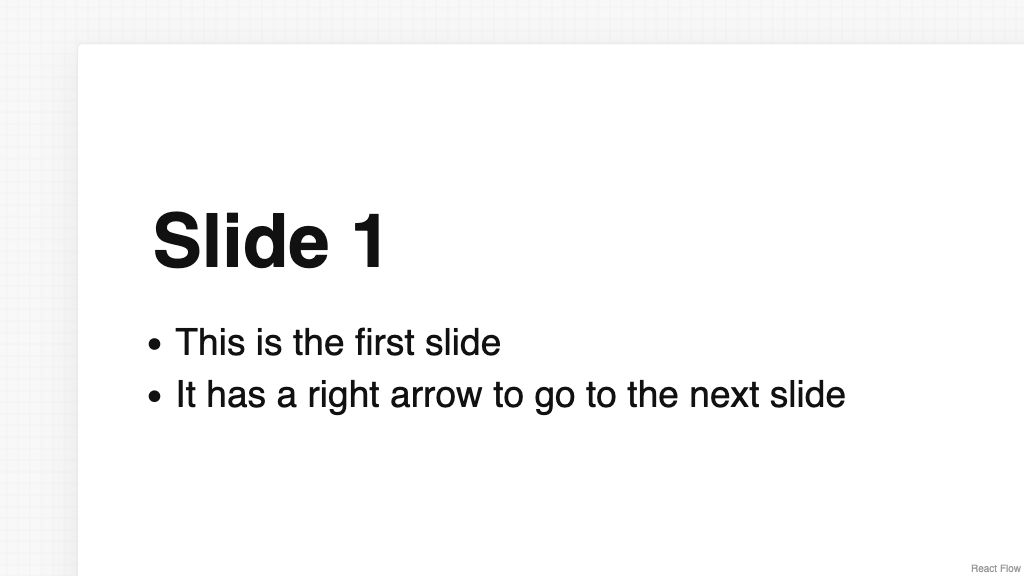 Slide 1
• This is the first slide
• It has a right arrow to go to the next slide
React Flow